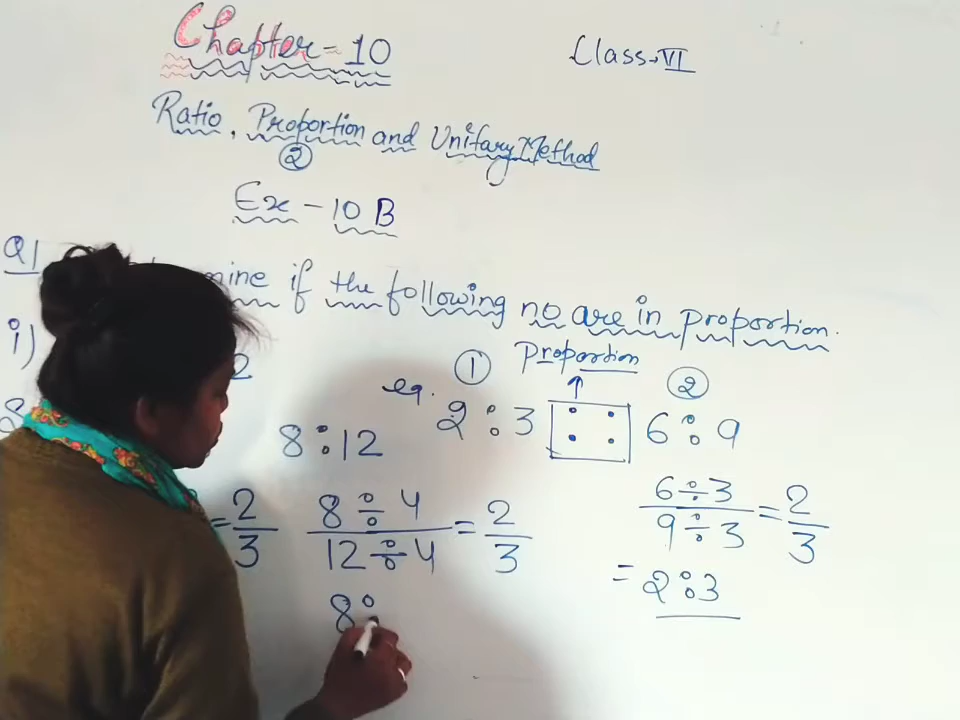 Chapter-10
Class-VI
Ratio, Proportion and Unitary Method
②
Ex-10 B
Q1 mine if the following no are in proportion.
i) 2
① Proportion ②
eg. 2:3 :: 6:9
8
8:12
= 2/3
8÷4/12÷4 = 2/3
6÷3/9÷3 = 2/3
= 2:3
8: